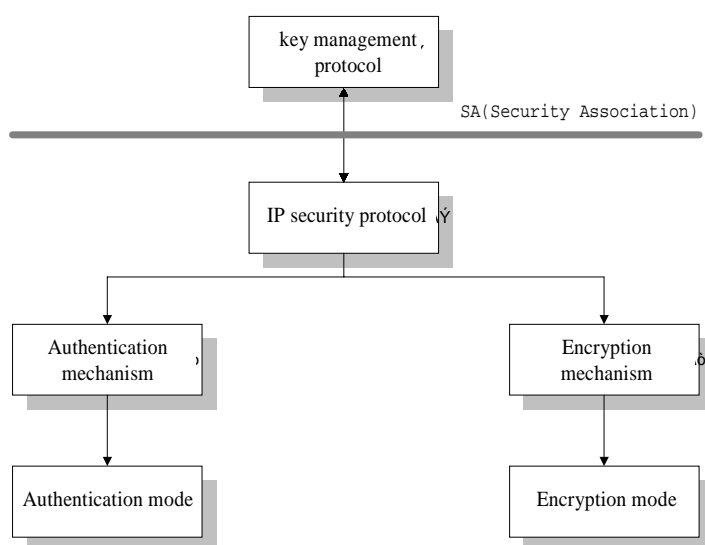 key management
protocol
SA(Security Association)
IP security protocol
Authentication
mechanism
Encryption
mechanism
Authentication mode
Encryption mode